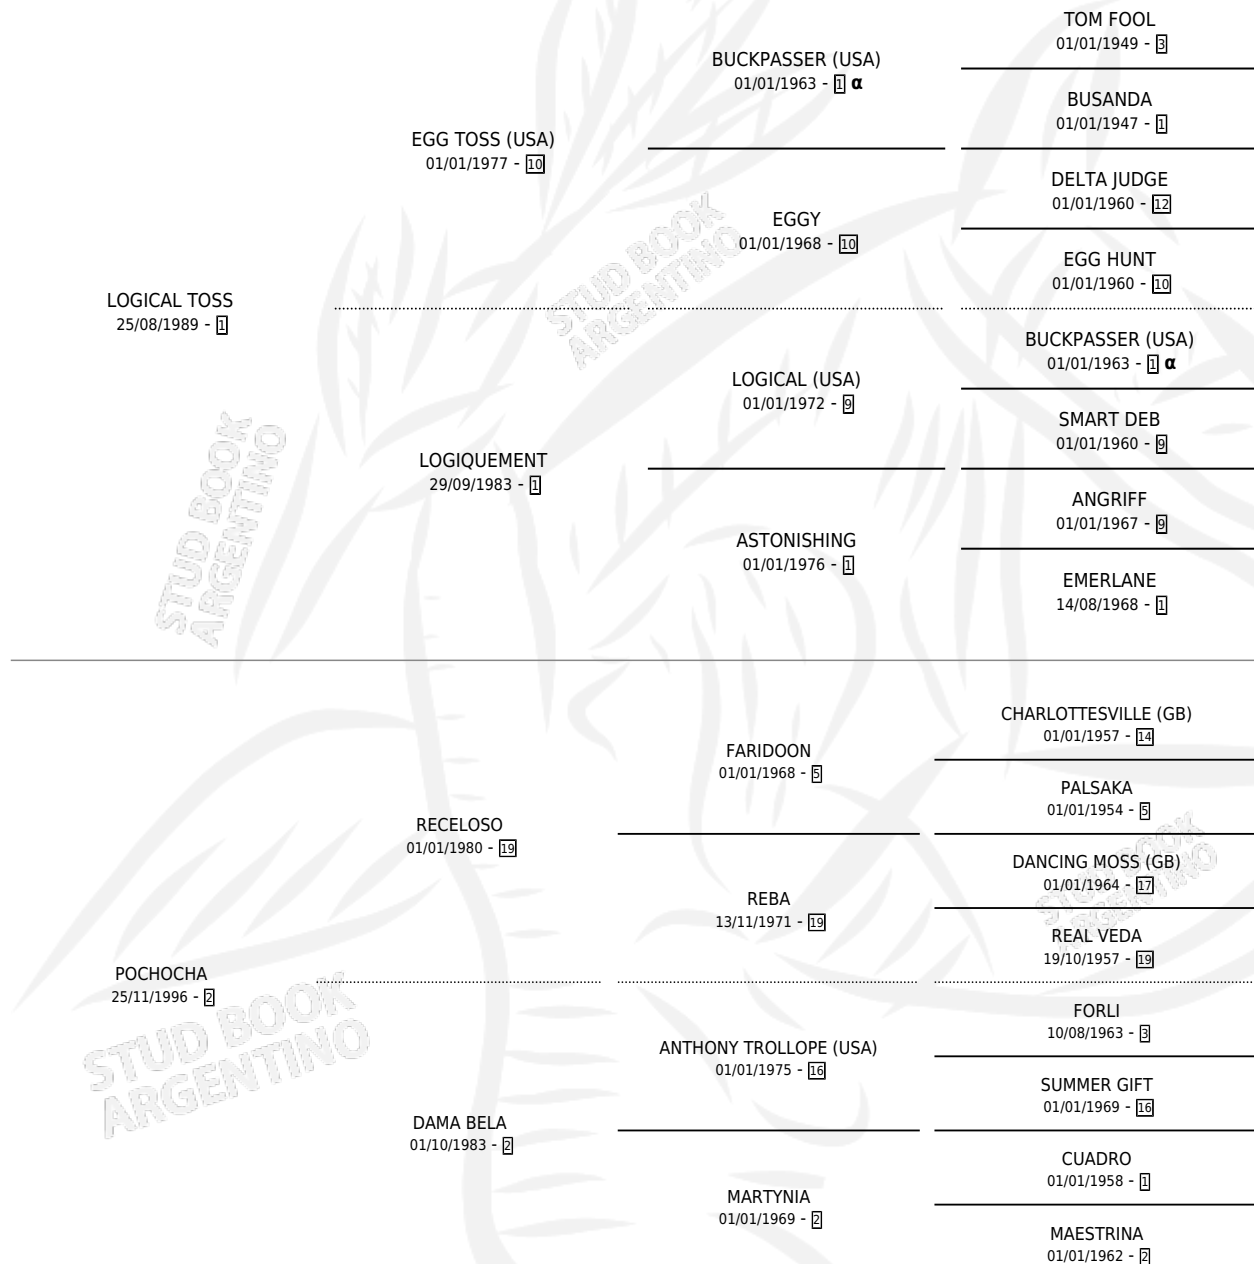 TOM FOOL
01/01/1949 - 3
BUCKPASSER (USA)
01/01/1963 - 1 α
BUSANDA
01/01/1947 - 1
EGG TOSS (USA)
01/01/1977 - 10
DELTA JUDGE
01/01/1960 - 12
EGGY
01/01/1968 - 10
EGG HUNT
01/01/1960 - 10
LOGICAL TOSS
25/08/1989 - 1
BUCKPASSER (USA)
01/01/1963 - 1 α
LOGICAL (USA)
01/01/1972 - 9
SMART DEB
01/01/1960 - 9
LOGIQUEMENT
29/09/1983 - 1
ANGRIFF
01/01/1967 - 9
ASTONISHING
01/01/1976 - 1
EMERLANE
14/08/1968 - 1
CHARLOTTESVILLE (GB)
01/01/1957 - 14
FARIDOON
01/01/1968 - 5
PALSAKA
01/01/1954 - 5
RECELOSO
01/01/1980 - 19
DANCING MOSS (GB)
01/01/1964 - 17
REBA
13/11/1971 - 19
REAL VEDA
19/10/1957 - 19
POCHOCHA
25/11/1996 - 2
FORLI
10/08/1963 - 3
ANTHONY TROLLOPE (USA)
01/01/1975 - 16
SUMMER GIFT
01/01/1969 - 16
DAMA BELA
01/10/1983 - 2
CUADRO
01/01/1958 - 1
MARTYNIA
01/01/1969 - 2
MAESTRINA
01/01/1962 - 2
STUD BOOK
ARGENTINO
STUD BOOK
ARGENTINO
STUD BOOK
ARGENTINO
STUD BOOK
ARGENTINO